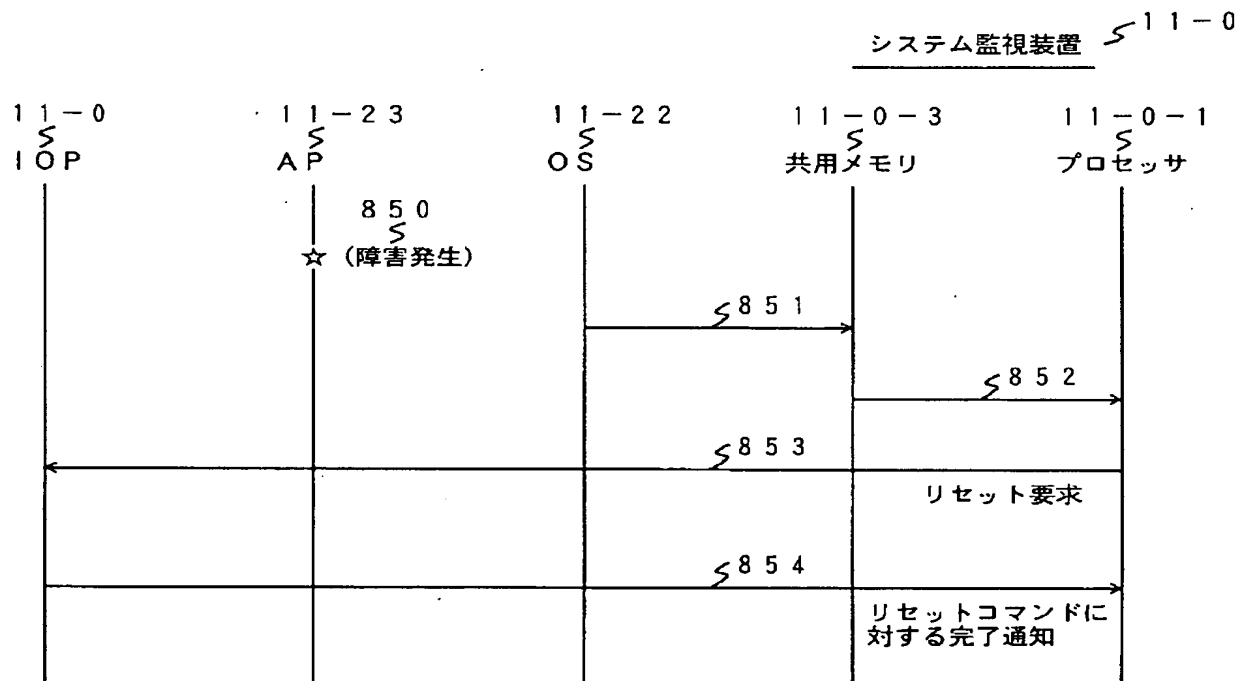 システム監視装置 11-0
11-0 11-23 11-22 11-0-3 11-0-1
IOP AP OS 共用メモリ プロセッサ
850
☆(障害発生)
851
852
853
リセット要求
854
リセットコマンドに
対する完了通知